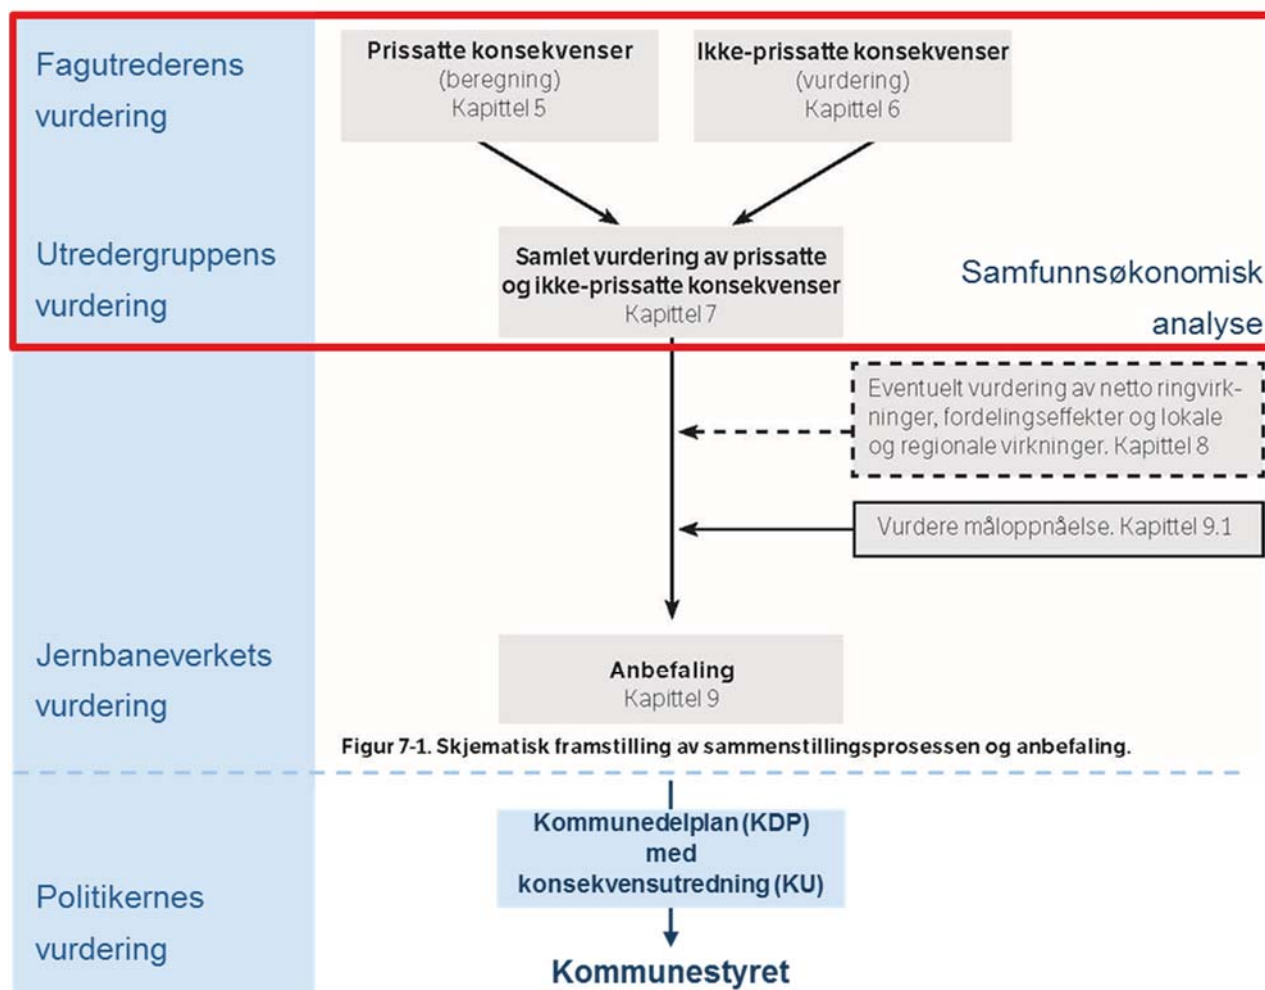 Fagutrederens
vurdering
Prissatte konsekvenser
(beregning)
Kapittel 5
Ikke-prissatte konsekvenser
(vurdering)
Kapittel 6
Utredergruppens
vurdering
Samlet vurdering av prissatte
og ikke-prissatte konsekvenser
Kapittel 7
Samfunnsøkonomisk
analyse
Eventuelt vurdering av netto ringvirk-
ninger, fordelingseffekter og lokale
og regionale virkninger. Kapittel 8
Vurdere måloppnåelse. Kapittel 9.1
Jernbaneverkets
vurdering
Anbefaling
Kapittel 9
Figur 7-1. Skjematisk framstilling av sammenstillingsprosessen og anbefaling.
Kommunedelplan (KDP)
med
konsekvensutredning (KU)
Politikernes
vurdering
Kommunestyret